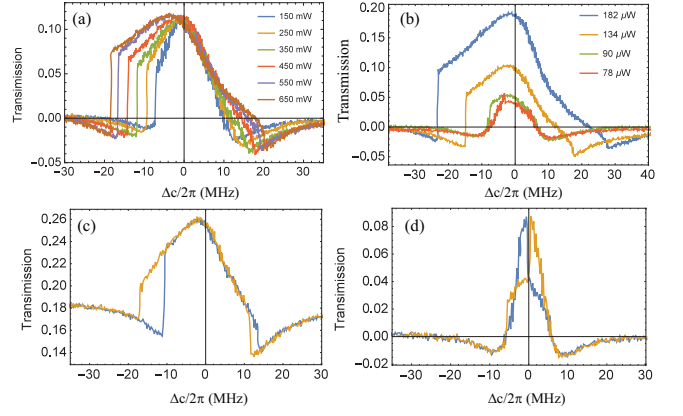 (a)
150 mW
250 mW
350 mW
450 mW
550 mW
650 mW
Transmission
0.10
0.05
0.00
−0.05
−30 −20 −10 0 10 20 30
Δc/2π (MHz)
(b)
182 μW
134 μW
90 μW
78 μW
Transmission
0.20
0.15
0.10
0.05
0.00
0.05
−30 −20 −10 0 10 20 30 40
Δc/2π (MHz)
(c)
Transmission
0,26
0,24
0,22
0.20
0.18
0.16
0.14
−30 −20 −10 0 10 20 30
Δc/2π (MHz)
(d)
Transmission
0.08
0.06
0.04
0.02
0.00
−0.02
−30 −20 −10 0 10 20 30
Δc/2π (MHz)